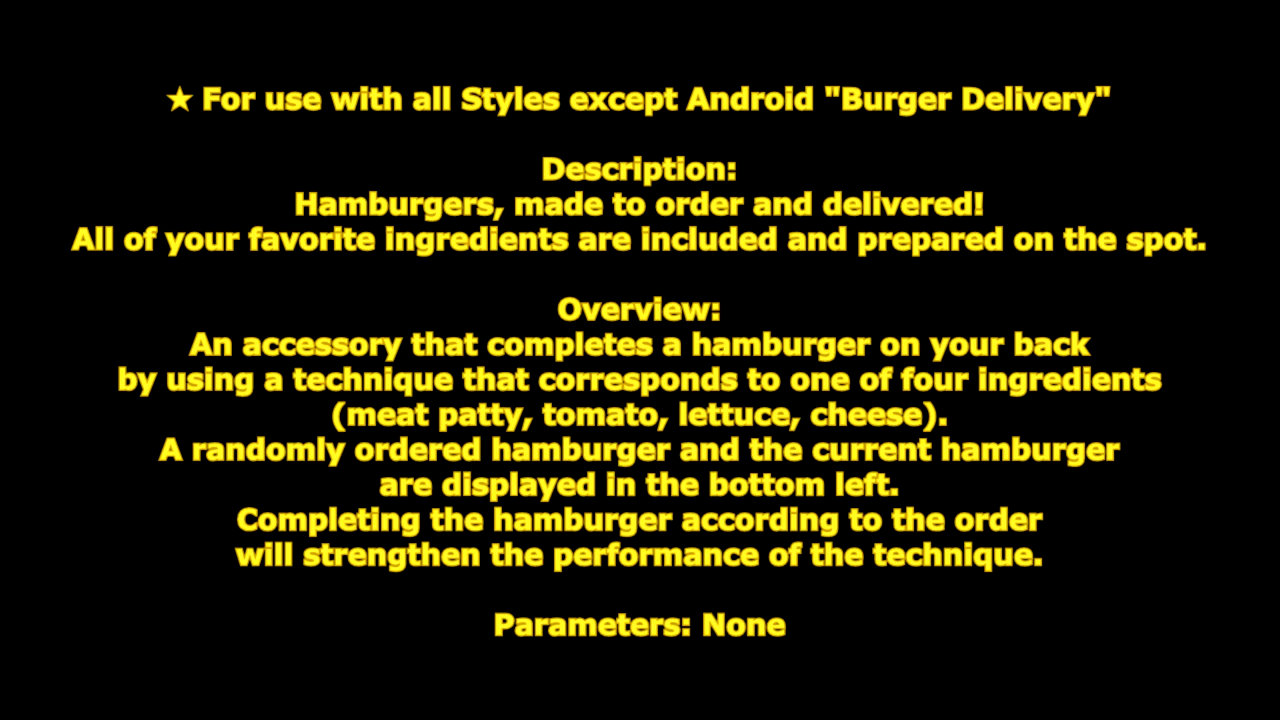 ★ For use with all Styles except Android "Burger Delivery"
Description:
Hamburgers, made to order and delivered!
All of your favorite ingredients are included and prepared on the spot.
Overview:
An accessory that completes a hamburger on your back
by using a technique that corresponds to one of four ingredients
(meat patty, tomato, lettuce, cheese).
A randomly ordered hamburger and the current hamburger
are displayed in the bottom left.
Completing the hamburger according to the order
will strengthen the performance of the technique.
Parameters: None